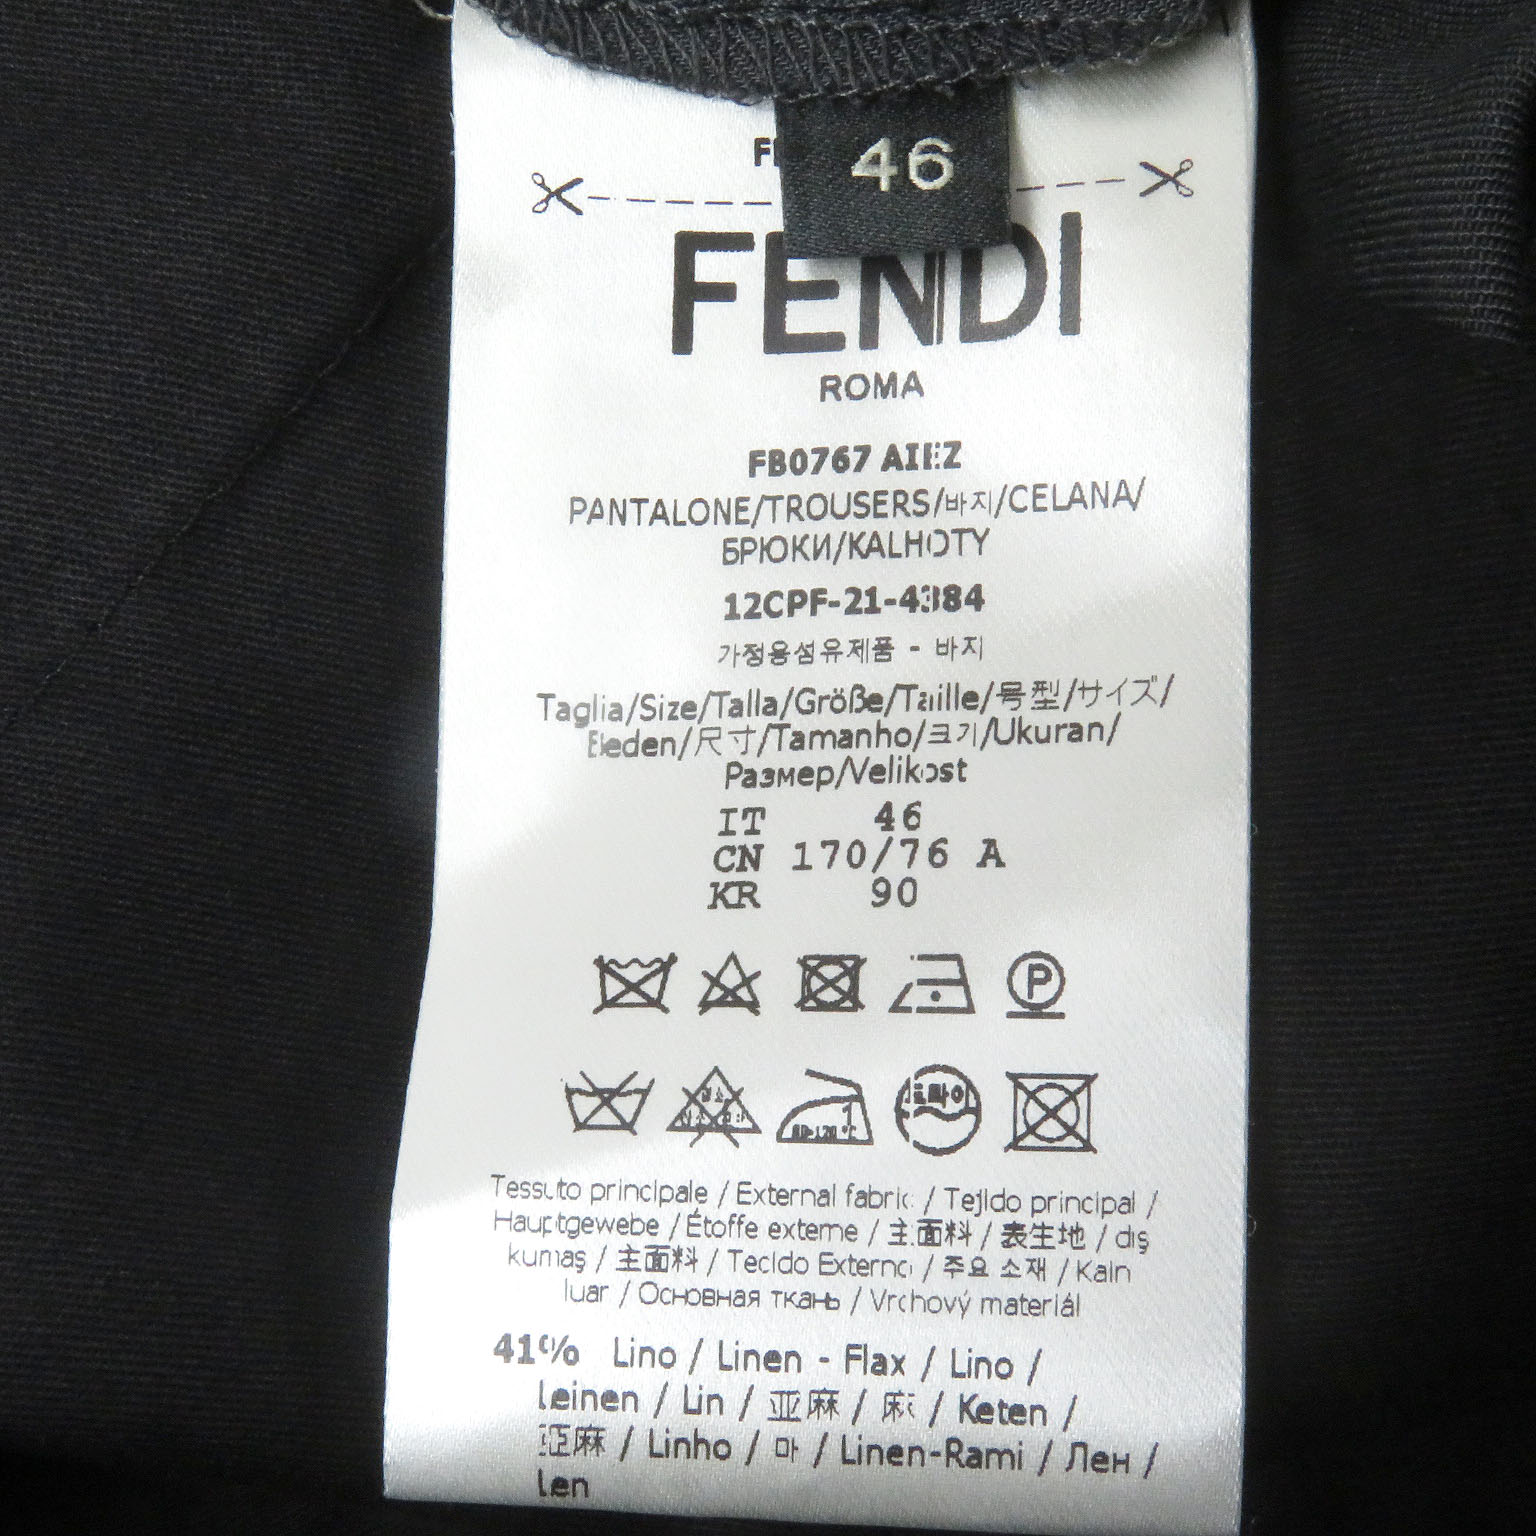 46
FENDI
ROMA
FB0767 AIEZ
PANTALONE/TROUSERS/바지/CELANA/
БРЮКИ/KALHOTY
12CPF-21-4384
가정용섬유제품 - 바지
Taglia/Size/Talla/Größe/Taille/号型/サイズ/
Beden/尺寸/Tamanho/크기/Ukuran/
Размер/Velikost
IT 46
CN 170/76 A
KR 90
P
80-120℃
Tessuto principale / External fabric / Tejido principal /
Hauptgewebe / Étoffe externe / 主面料 / 表生地 / dış
kumaş / 主面料 / Tecido Externo / 주요 소재 / Kain
luar / Основная ткань / Vrchový materiál
41% Lino / Linen - Flax / Lino /
Leinen / Lin / 亚麻 / 麻 / Keten /
亞麻 / Linho / 마 / Linen-Rami / Лен /
Len